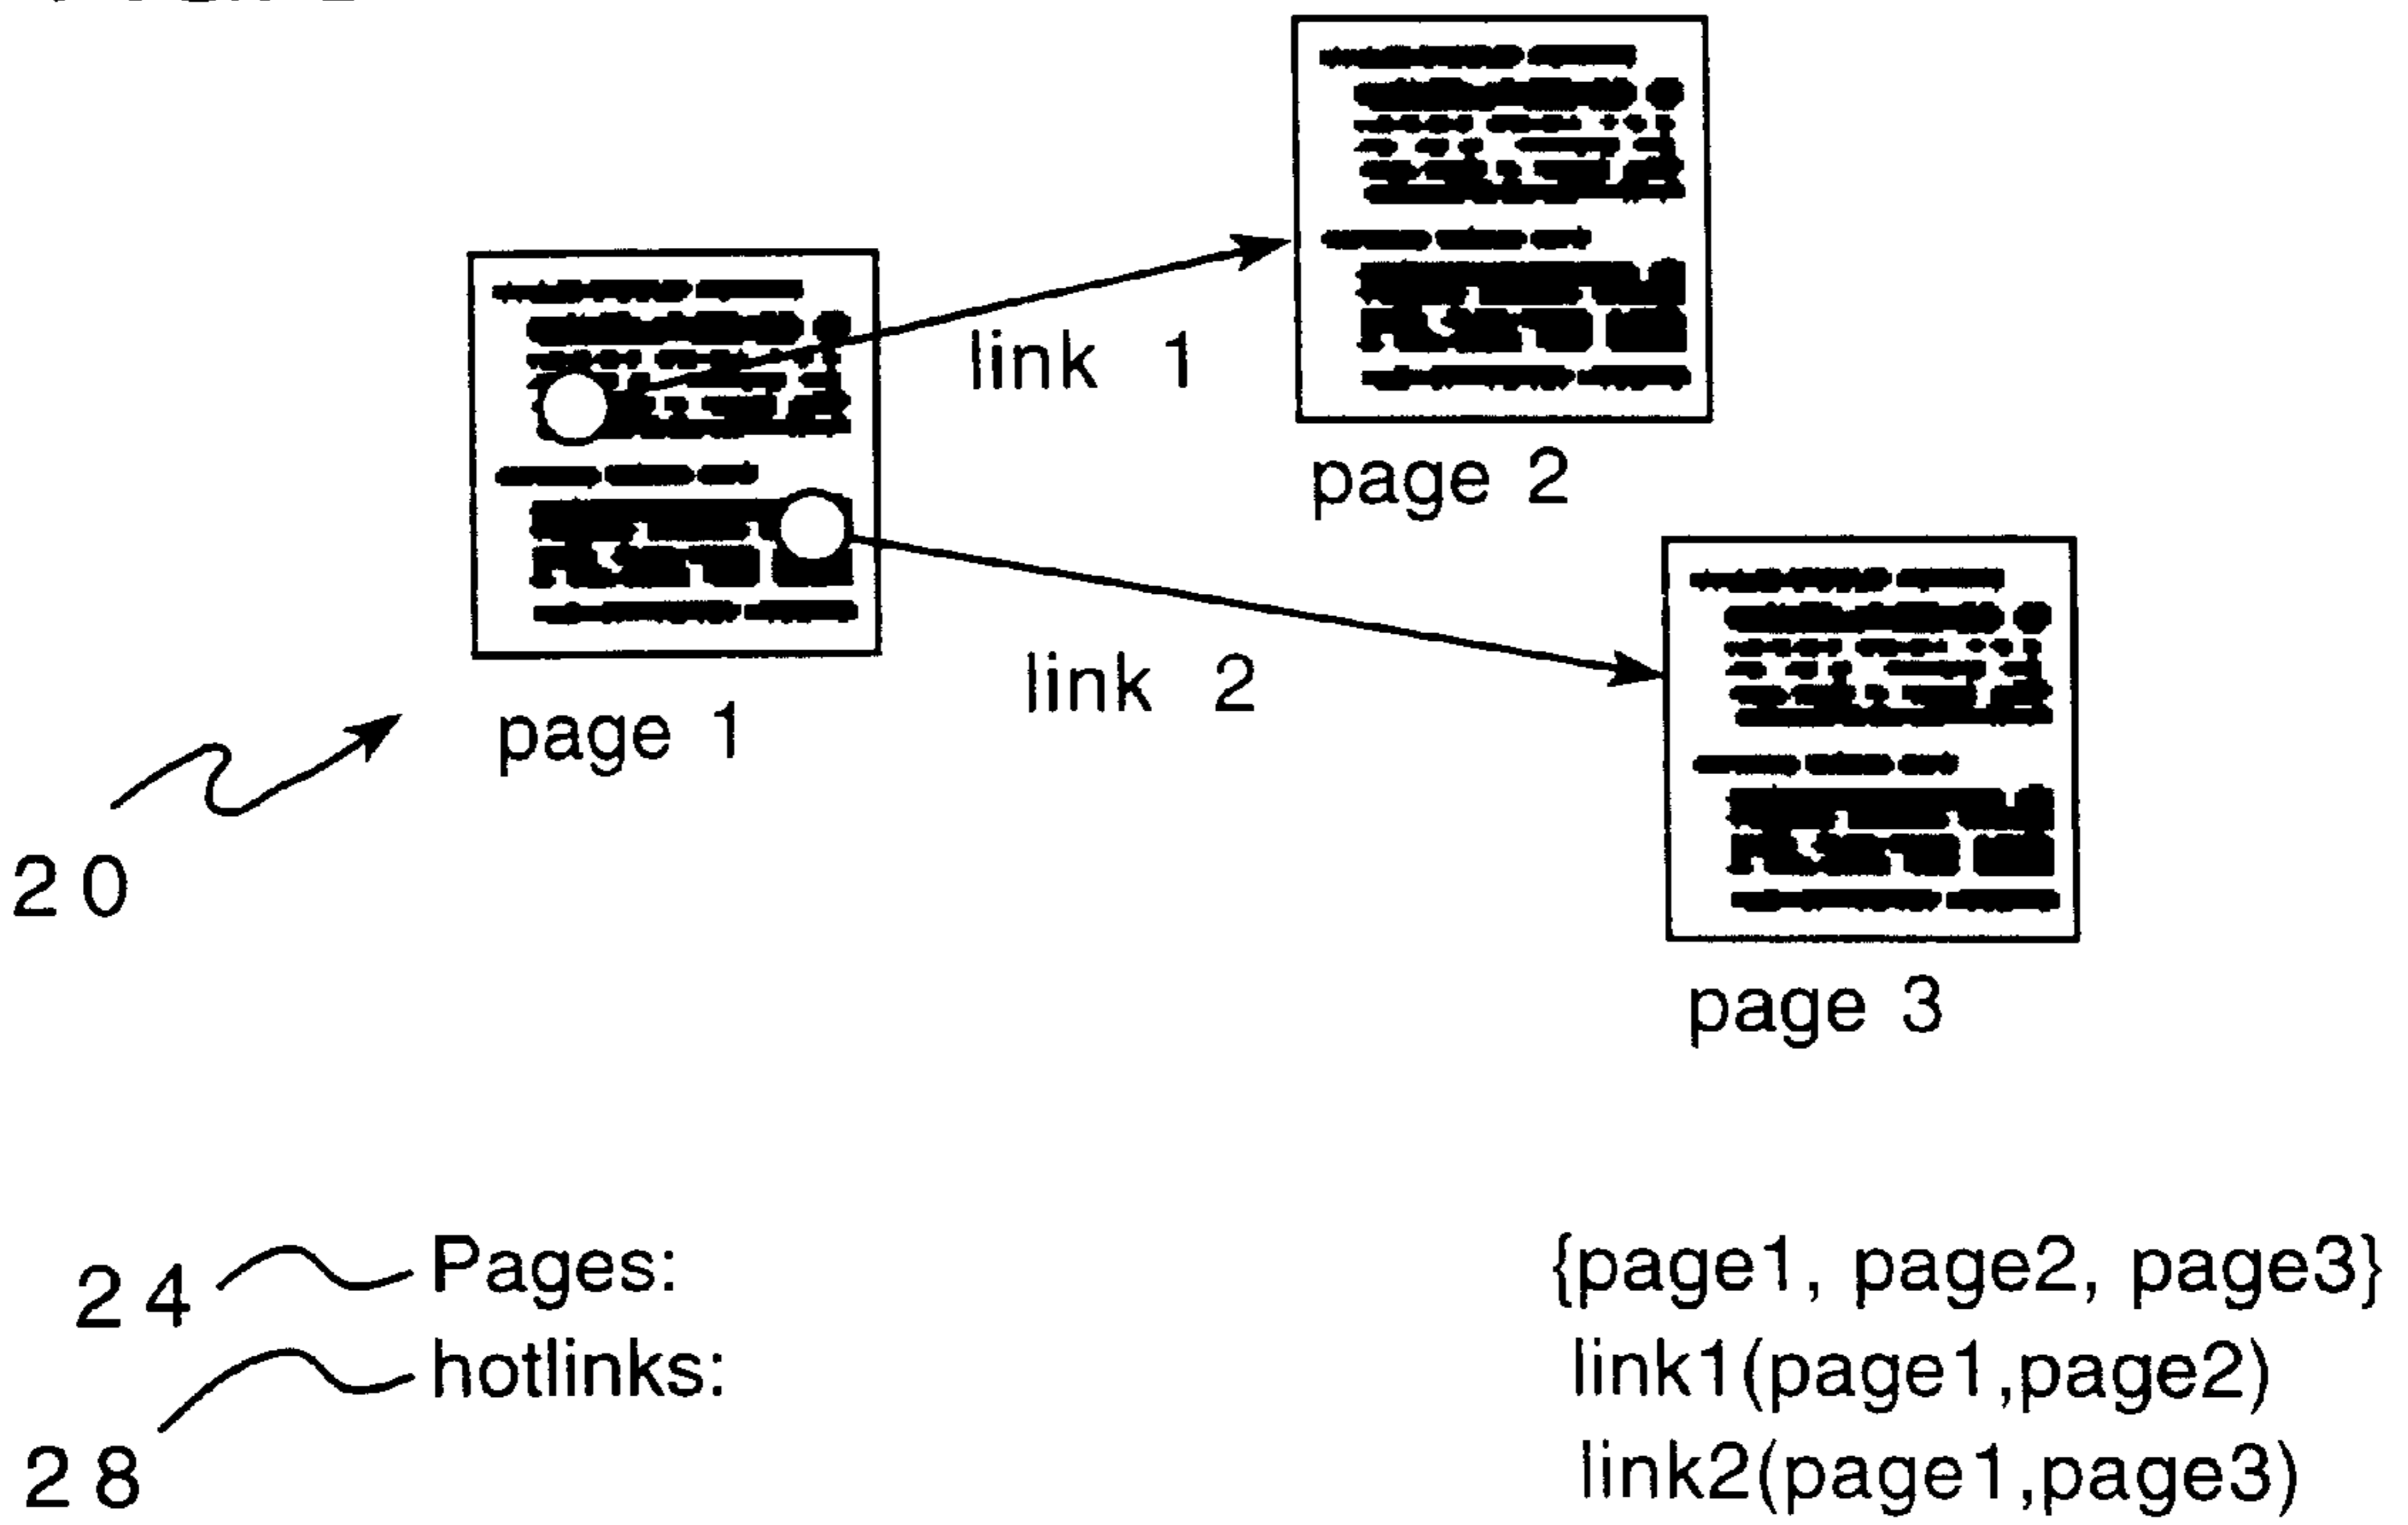 link 1
page 2
link 2
page 1
20
page 3
24 Pages: {page1, page2, page3}
hotlinks: link1(page1,page2)
28 link2(page1,page3)